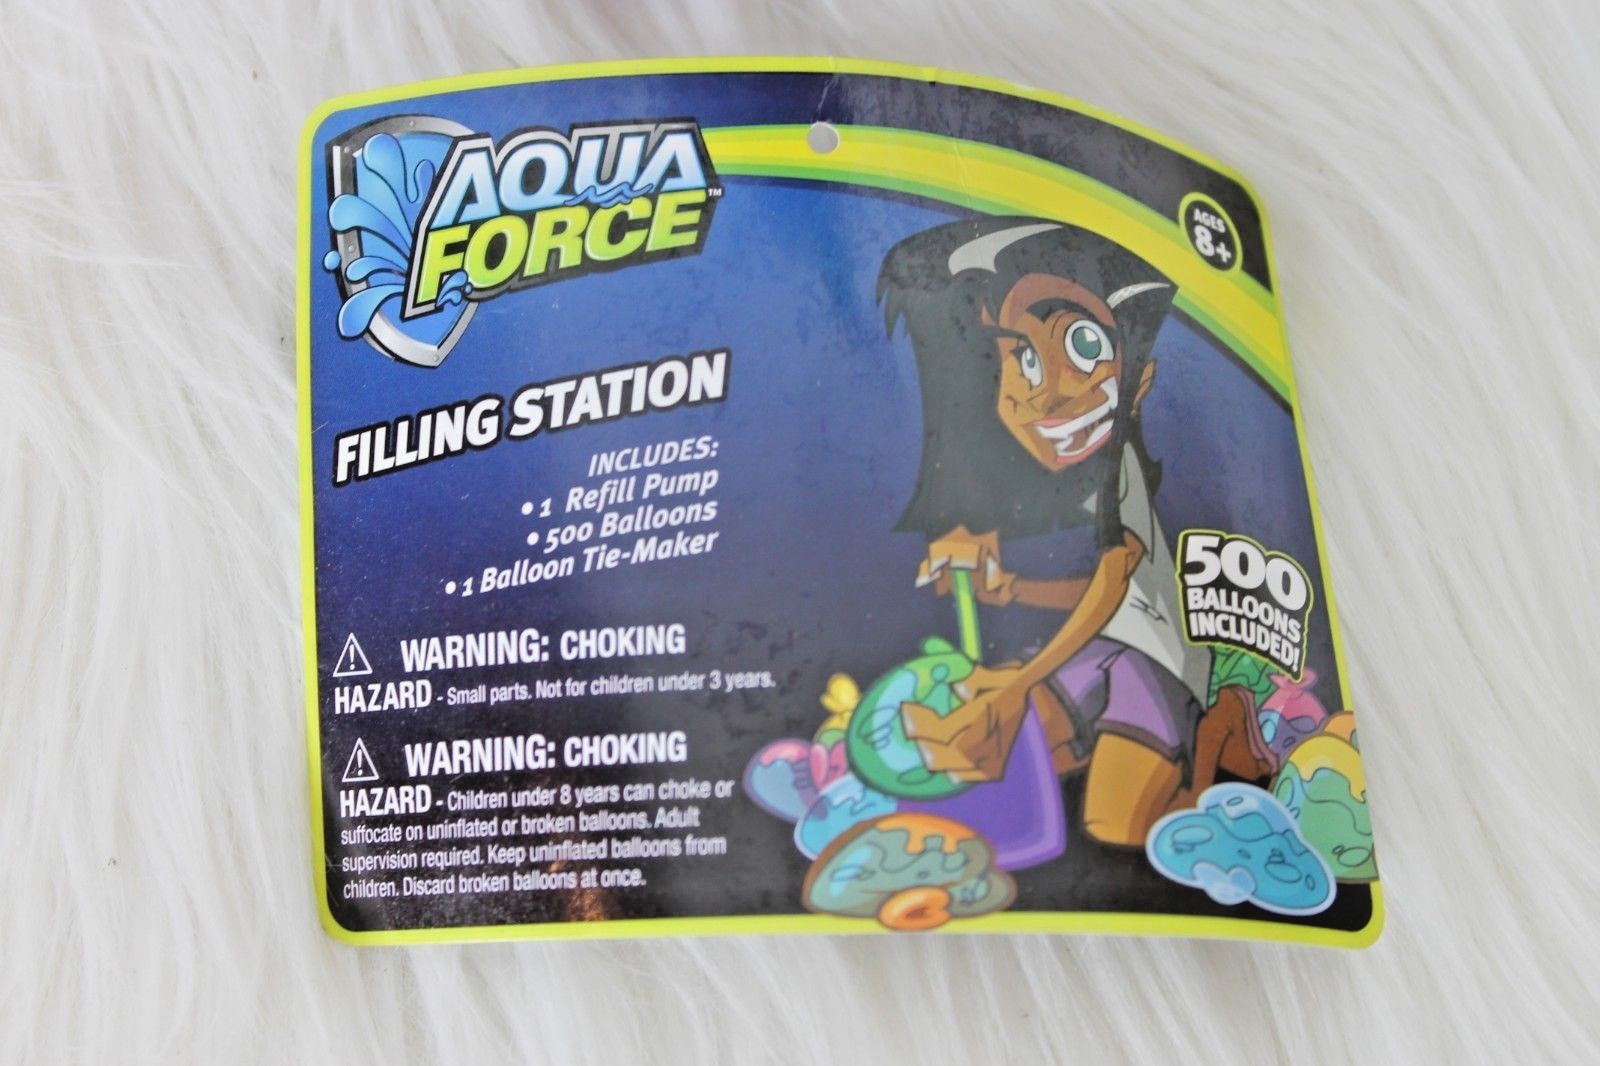 AQUA
FORCE™
AGES
8+
FILLING STATION
INCLUDES:
• 1 Refill Pump
• 500 Balloons
• 1 Balloon Tie-Maker
500
BALLOONS
INCLUDED!
WARNING: CHOKING
HAZARD - Small parts. Not for children under 3 years.
WARNING: CHOKING
HAZARD - Children under 8 years can choke or
suffocate on uninflated or broken balloons. Adult
supervision required. Keep uninflated balloons from
children. Discard broken balloons at once.